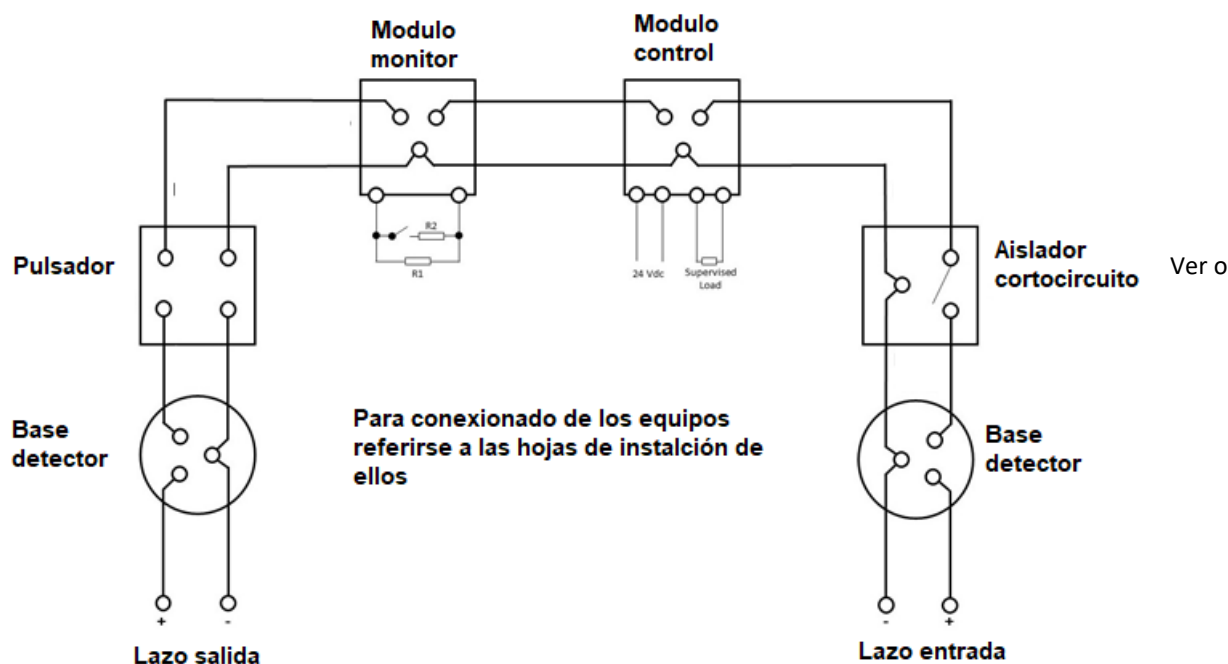 Modulo
monitor
Modulo
control
R2
R1
24 Vdc
Supervised
Load
Pulsador
Aislador
cortocircuito
Ver o
Base
detector
Para conexionado de los equipos
referirse a las hojas de instalción de
ellos
Base
detector
+ -
- +
Lazo salida
Lazo entrada